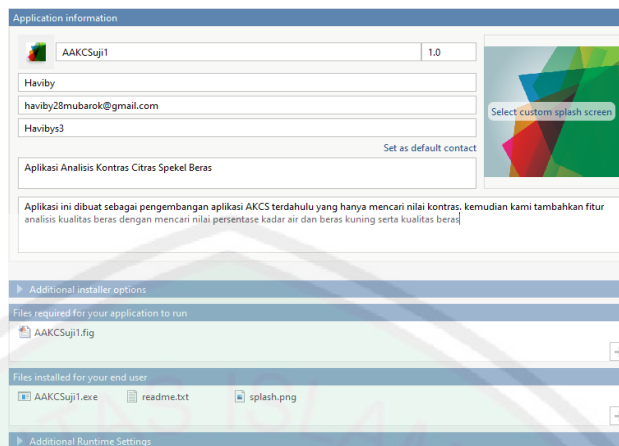 Application information
AAKCSuji1 1.0
Haviby
haviby28mubarok@gmail.com
Select custom splash screen
Havibys3
Set as default contact
Aplikasi Analisis Kontras Citras Spekel Beras
Aplikasi ini dibuat sebagai pengembangan aplikasi AKCS terdahulu yang hanya mencari nilai kontras. kemudian kami tambahkan fitur
analisis kualitas beras dengan mencari nilai persentase kadar air dan beras kuning serta kualitas beras
Additional installer options
Files required for your application to run
AAKCSuji1.fig
Files installed for your end user
AAKCSuji1.exe readme.txt splash.png
TAS ISLA
Additional Runtime Settings